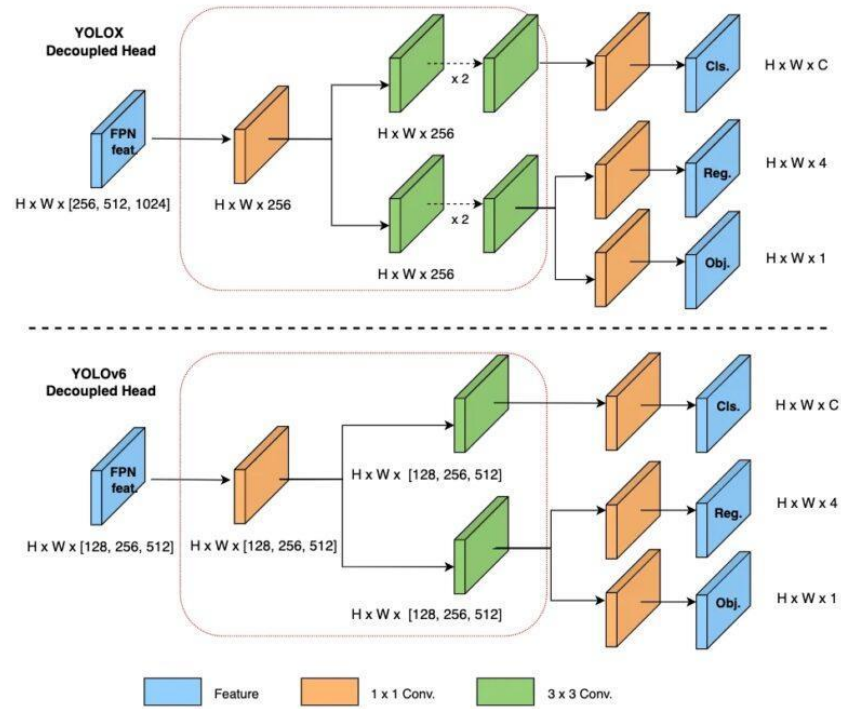 YOLOX
Decoupled Head
FPN
feat.
H x W x [256, 512, 1024]
H x W x 256
x 2
H x W x 256
x 2
H x W x 256
Cls.
H x W x C
Reg.
H x W x 4
Obj.
H x W x 1
YOLOv6
Decoupled Head
FPN
feat.
H x W x [128, 256, 512]
H x W x [128, 256, 512]
H x W x [128, 256, 512]
H x W x [128, 256, 512]
Cls.
H x W x C
Reg.
H x W x 4
Obj.
H x W x 1
Feature
1 x 1 Conv.
3 x 3 Conv.